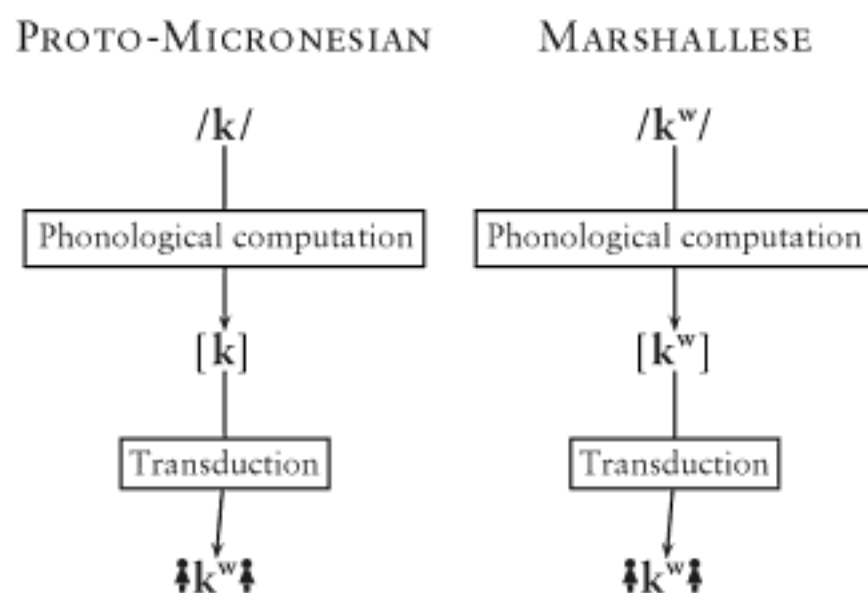 PROTO-MICRONESIAN MARSHALLESE
/k/ /kʷ/
Phonological computation Phonological computation
[k] [kʷ]
Transduction Transduction
kʷ kʷ